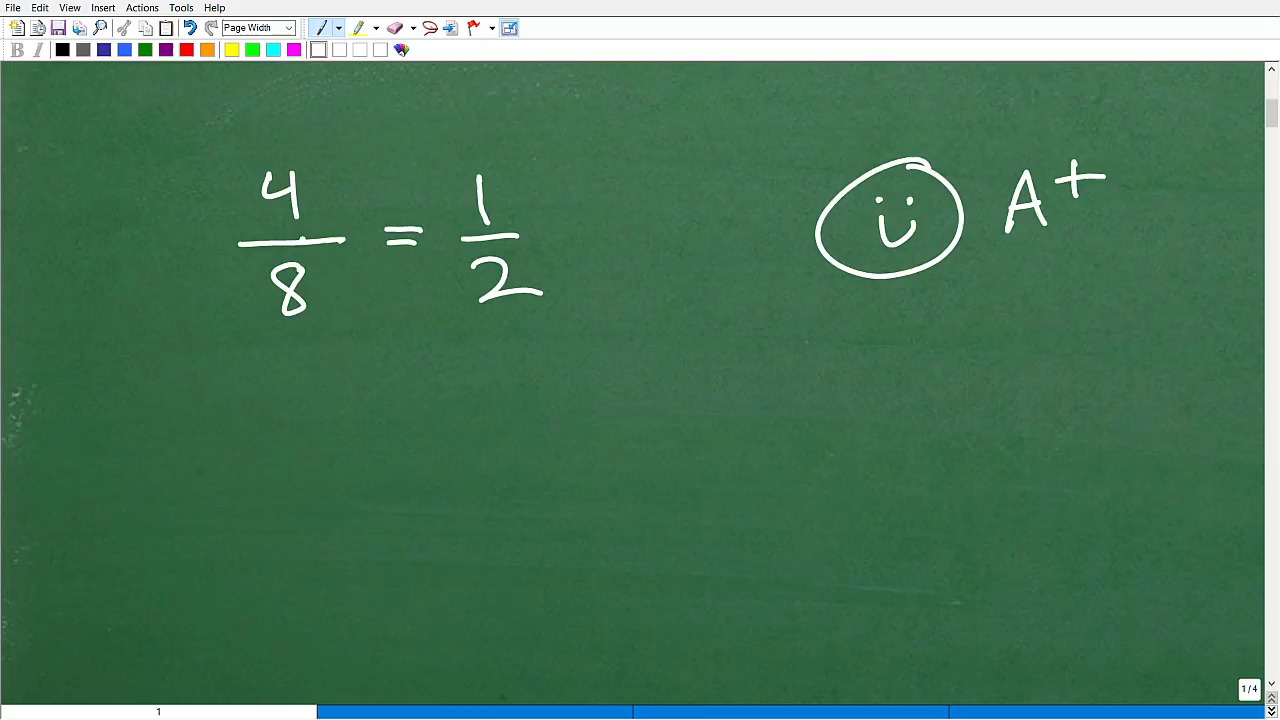 File Edit View Insert Actions Tools Help
Page Width
B I
4/8 = 1/2
A+
1/4
1